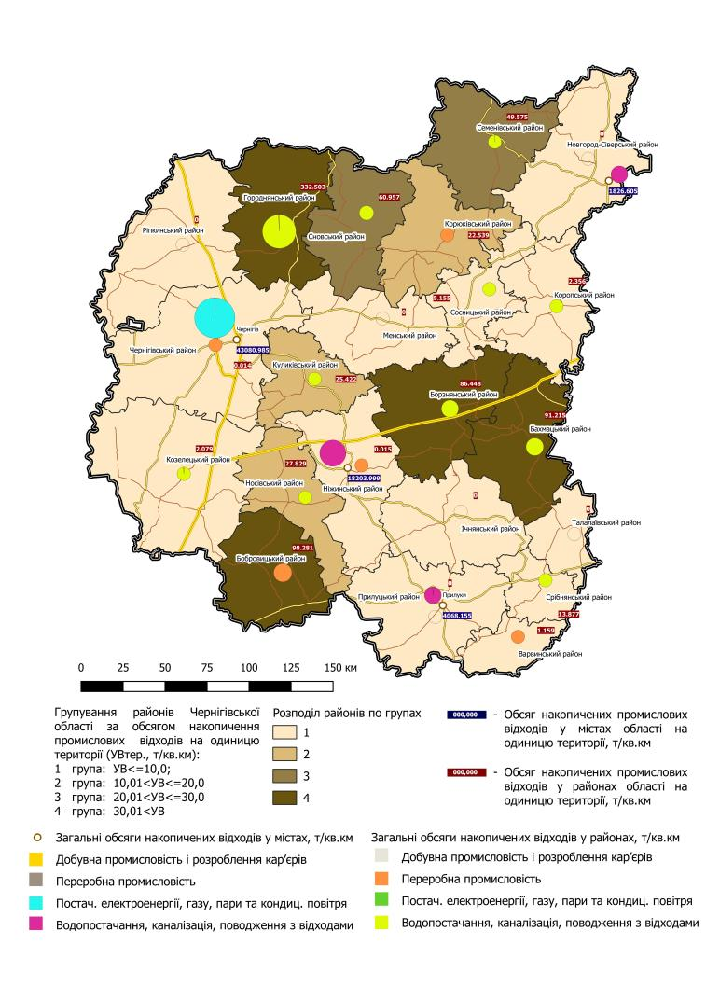 49.575
Семенівський район
0
Новгород-Сіверський район
1826.605
332.503
Городнянський район
60.957
Сновський район
0
Ріпкинський район
Корюківський район
22.539
2.356
Коропський район
5.155
Сосницький район
0
Менський район
Чернігів
Чернігівський район
43080.985
0.014
Куликівський район
25.422
86.448
Борзнянський район
91.215
Бахмацький район
2.079
Козелецький район
0.015
27.829
18203.999
Носівський район
Ніжинський район
0
Ічнянський район
0
Талалаївський район
98.281
Бобровицький район
0
Прилуцький район
Прилуки
Срібнянський район
4068.155
13.877
1.159
Варвинський район
0 25 50 75 100 125 150 км
Групування районів Чернігівської
області за обсягом накопичення
промислових відходів на одиницю
території (УВтер., т/кв.км):
1 група: УВ<=10,0;
2 група: 10,01<УВ<=20,0
3 група: 20,01<УВ<=30,0
4 група: 30,01<УВ
Розподіл районів по групах
1
2
3
4
000,000 - Обсяг накопичених промислових
відходів у містах області на
одиницю території, т/кв.км
000,000 - Обсяг накопичених промислових
відходів у районах області на
одиницю території, т/кв.км
Загальні обсяги накопичених відходів у містах, т/кв.км
Добувна промисловість і розроблення кар’єрів
Переробна промисловість
Постач. електроенергії, газу, пари та кондиц. повітря
Водопостачання, каналізація, поводження з відходами
Загальні обсяги накопичених відходів у районах, т/кв.км
Добувна промисловість і розроблення кар’єрів
Переробна промисловість
Постач. електроенергії, газу, пари та кондиц. повітря
Водопостачання, каналізація, поводження з відходами